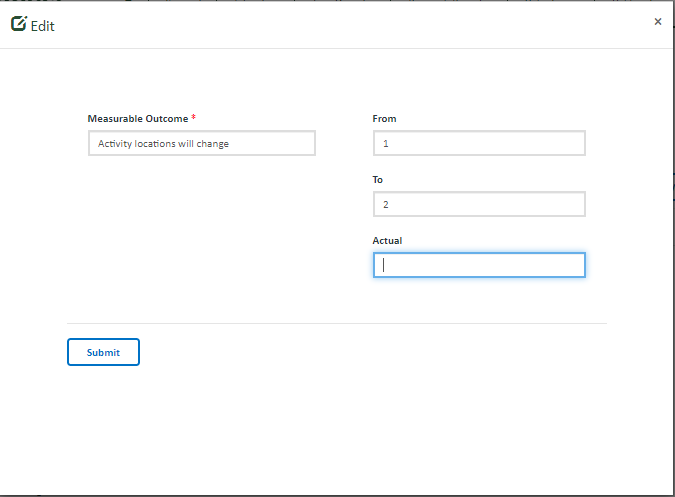 Edit
×
Measurable Outcome *
Activity locations will change
From
1
To
2
Actual
Submit